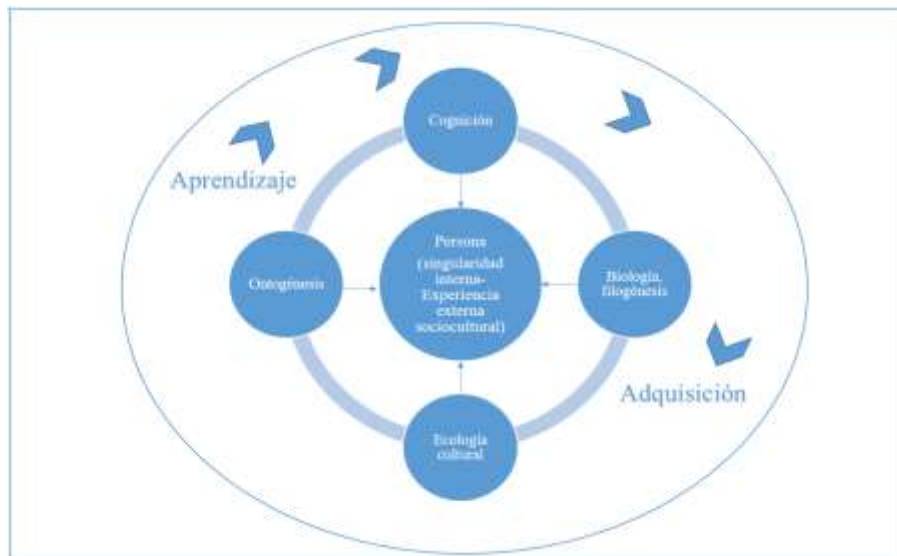 Cognición
Aprendizaje
Persona
(singularidad
interna-
Experiencia
externa
sociocultural)
Ontogénesis
Biología,
filogénesis
Adquisición
Ecología
cultural